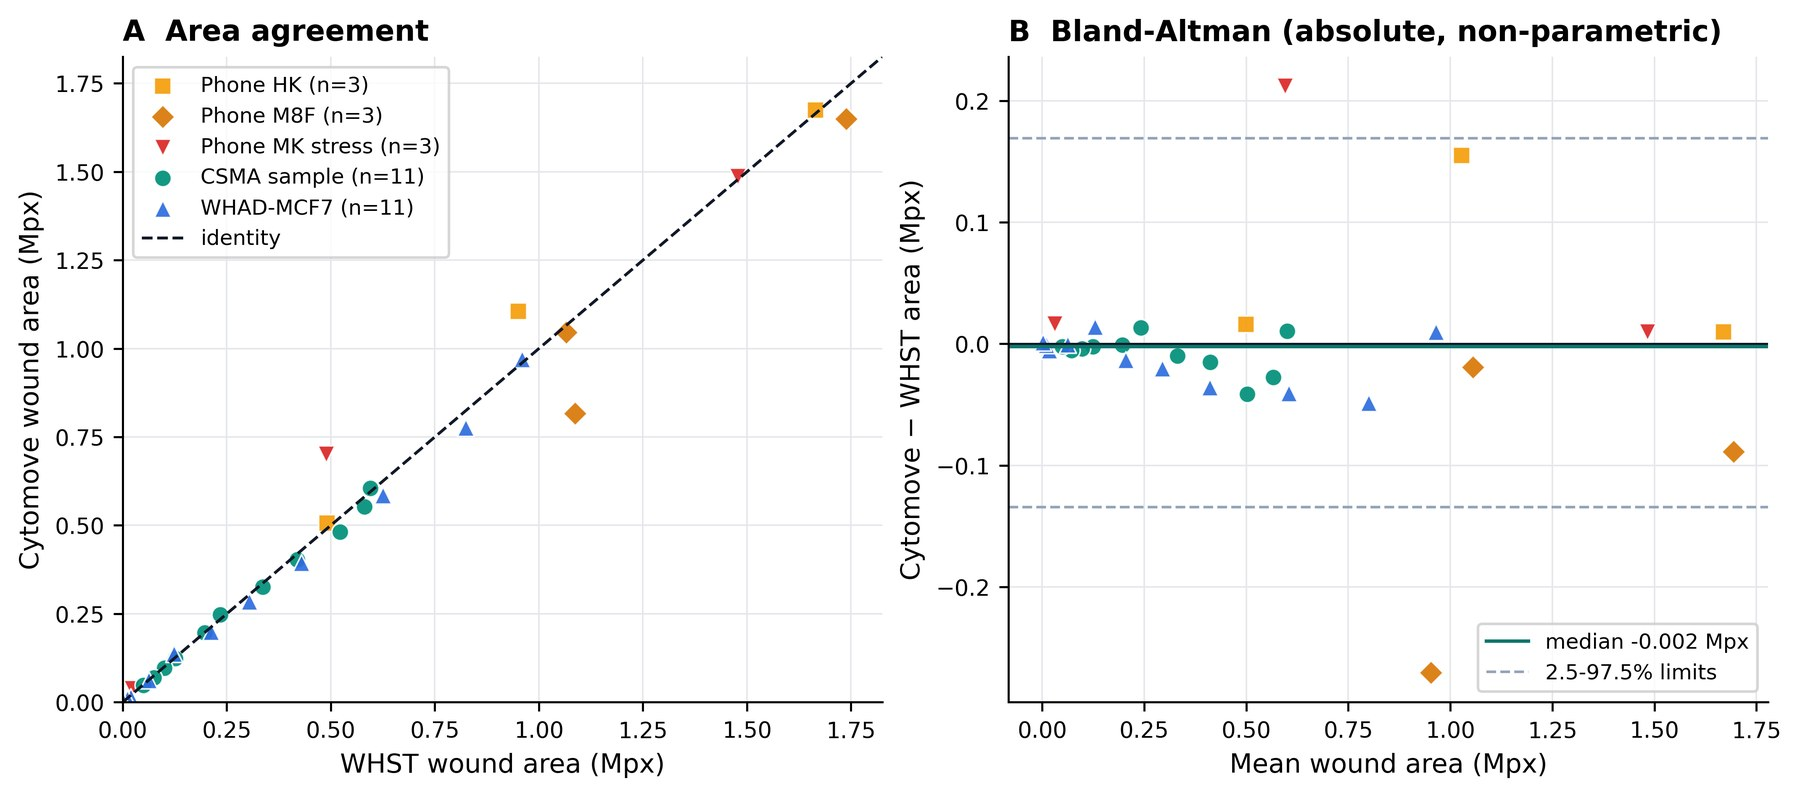 A Area agreement
Phone HK (n=3)
Phone M8F (n=3)
Phone MK stress (n=3)
CSMA sample (n=11)
WHAD-MCF7 (n=11)
identity
Cytomove wound area (Mpx)
1.75
1.50
1.25
1.00
0.75
0.50
0.25
0.00
0.00 0.25 0.50 0.75 1.00 1.25 1.50 1.75
WHST wound area (Mpx)
B Bland-Altman (absolute, non-parametric)
Cytomove − WHST area (Mpx)
0.2
0.1
0.0
−0.1
−0.2
median -0.002 Mpx
2.5-97.5% limits
0.00 0.25 0.50 0.75 1.00 1.25 1.50 1.75
Mean wound area (Mpx)